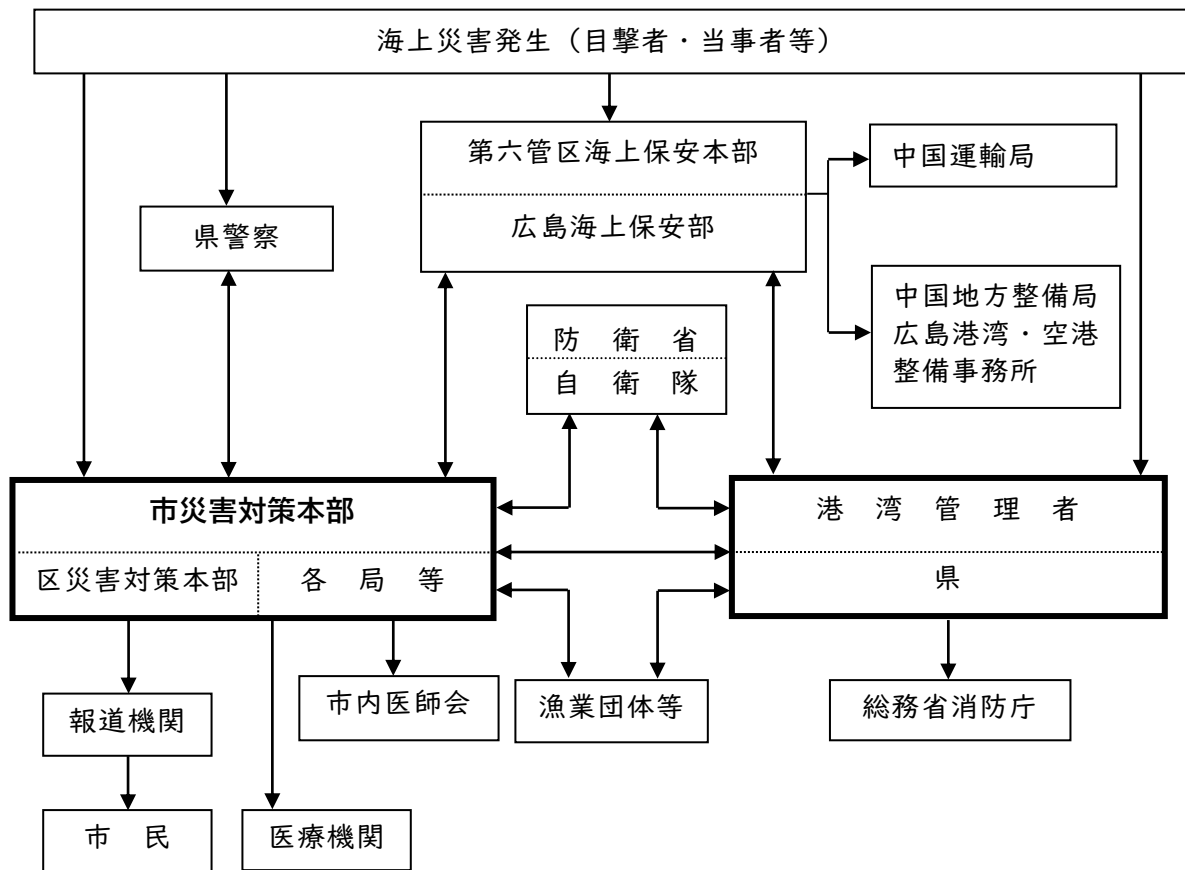 海上災害発生（目撃者・当事者等）
第六管区海上保安本部
広島海上保安部
中国運輸局
県警察
中国地方整備局
広島港湾・空港
整備事務所
防衛省
自衛隊
市災害対策本部
区災害対策本部
各局等
港湾管理者
県
市内医師会
漁業団体等
総務省消防庁
報道機関
市民
医療機関